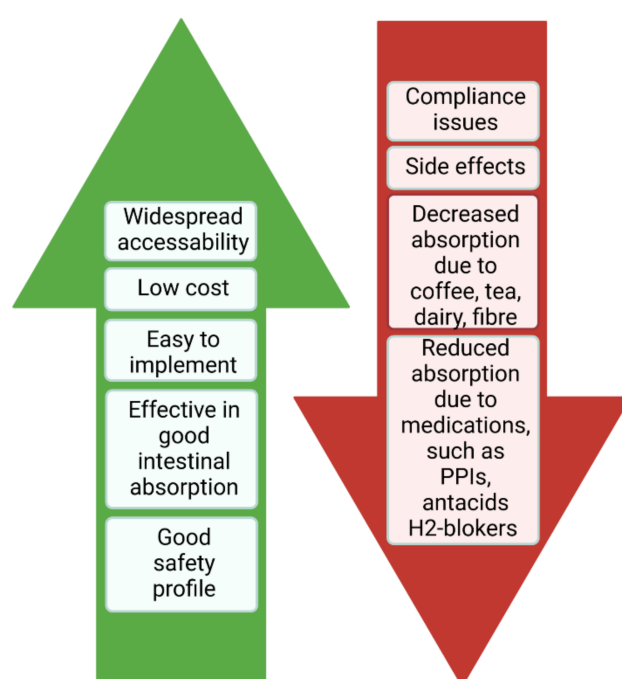 Widespread
accessability
Low cost
Easy to
implement
Effective in
good
intestinal
absorption
Good
safety
profile
Compliance
issues
Side effects
Decreased
absorption
due to
coffee, tea,
dairy, fibre
Reduced
absorption
due to
medications,
such as
PPIs,
antacids
H2-blokers